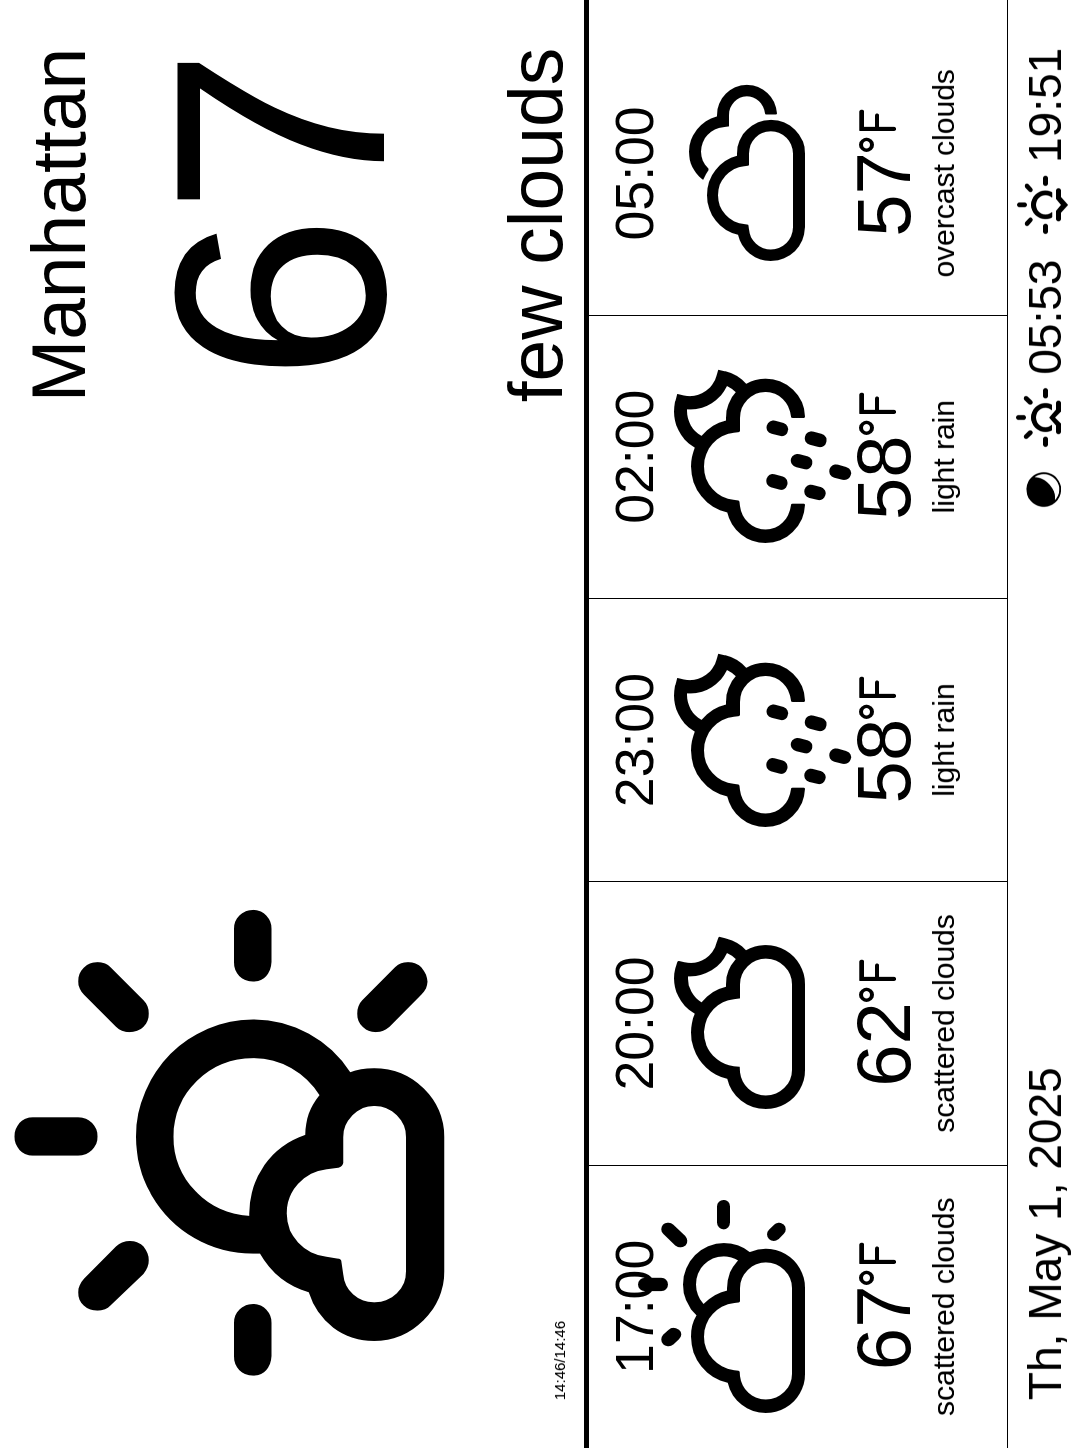 Manhattan
67
few clouds
14:46/14:46
17:00
67°F
scattered clouds
20:00
62°F
scattered clouds
23:00
58°F
light rain
02:00
58°F
light rain
05:00
57°F
overcast clouds
Th, May 1, 2025
05:53 19:51